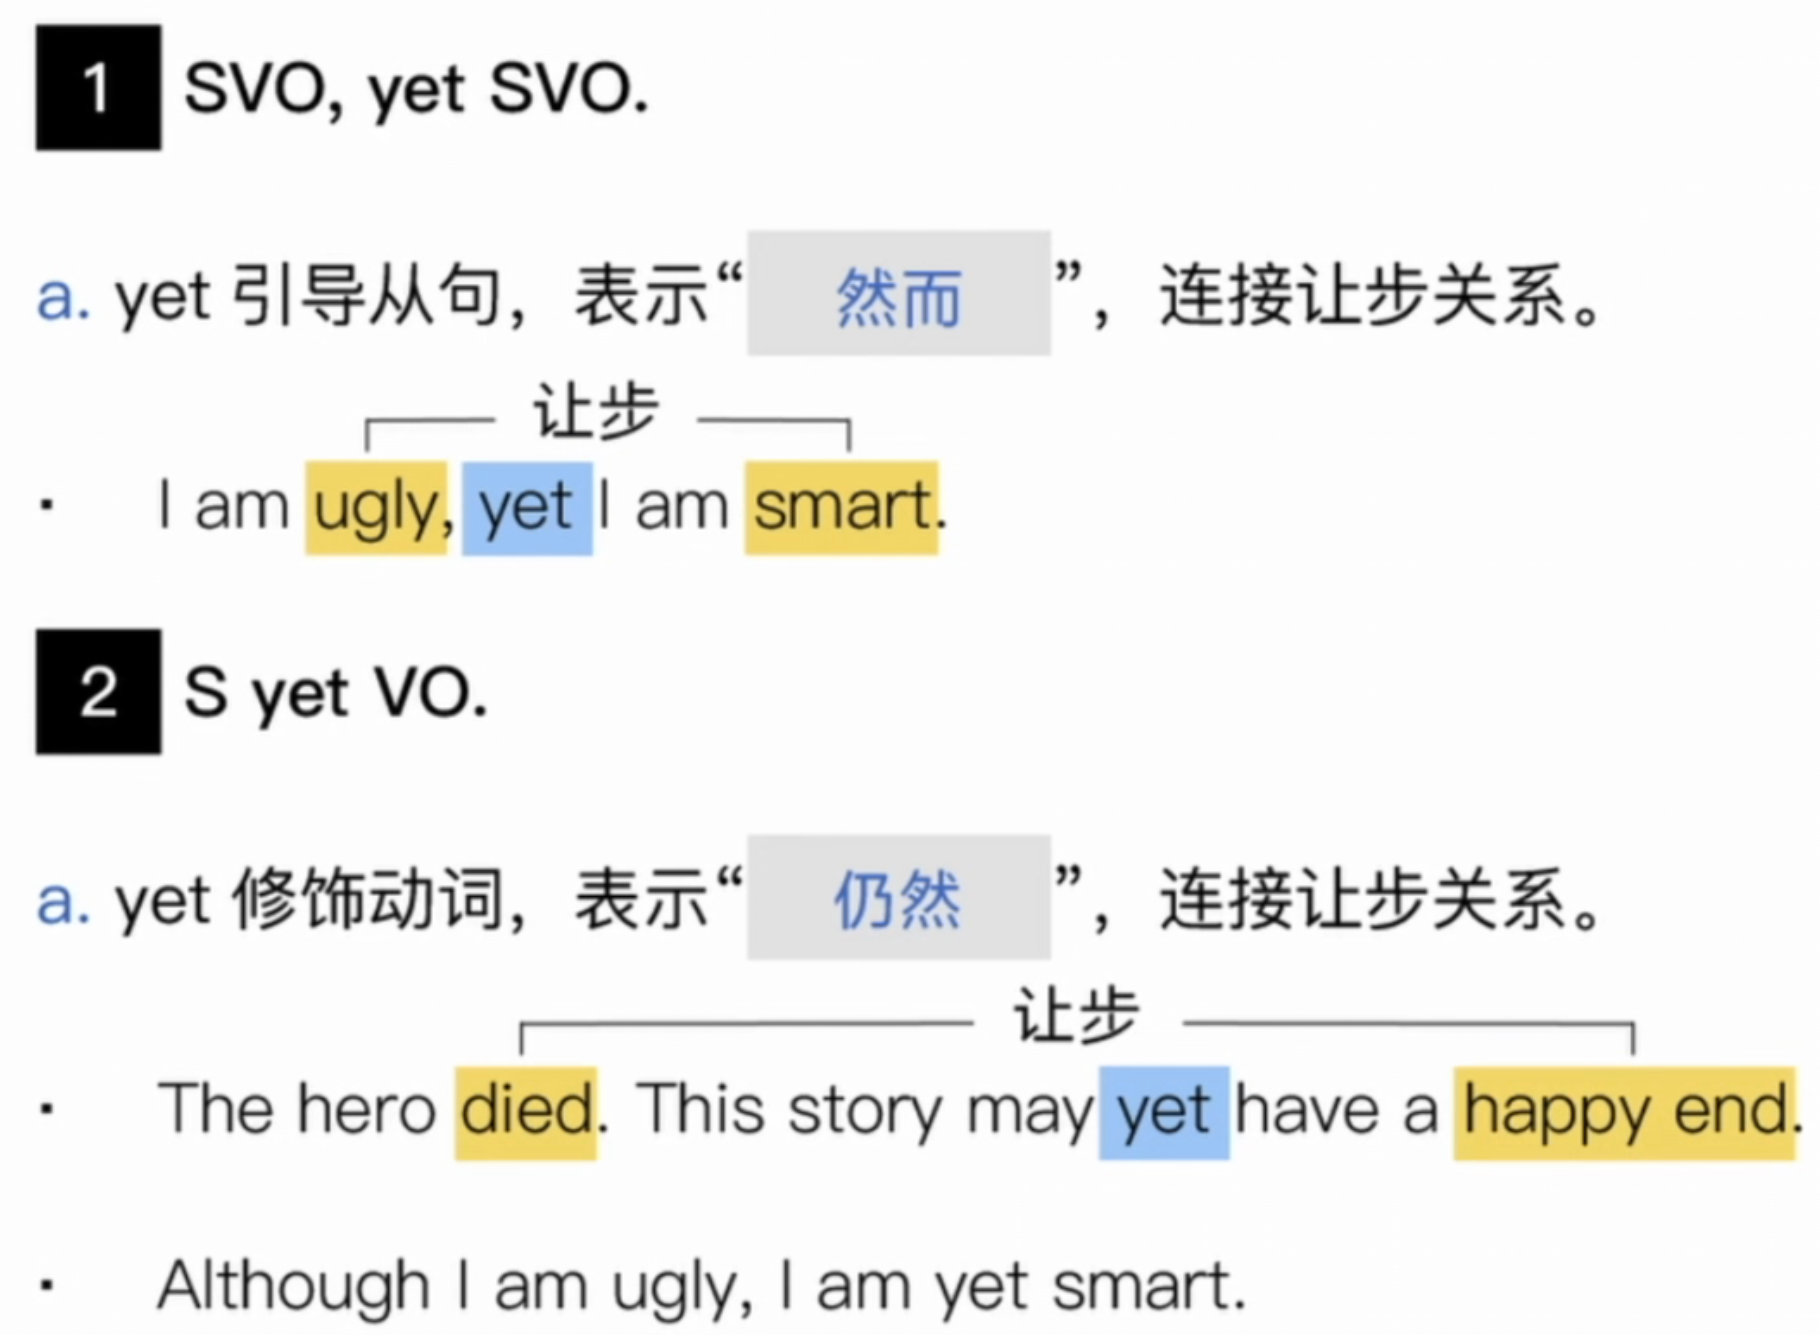 1 SVO, yet SVO.
a. yet 引导从句，表示“ 然而 ”，连接让步关系。
让步
· I am ugly, yet I am smart.
2 S yet VO.
a. yet 修饰动词，表示“ 仍然 ”，连接让步关系。
让步
· The hero died. This story may yet have a happy end.
· Although I am ugly, I am yet smart.